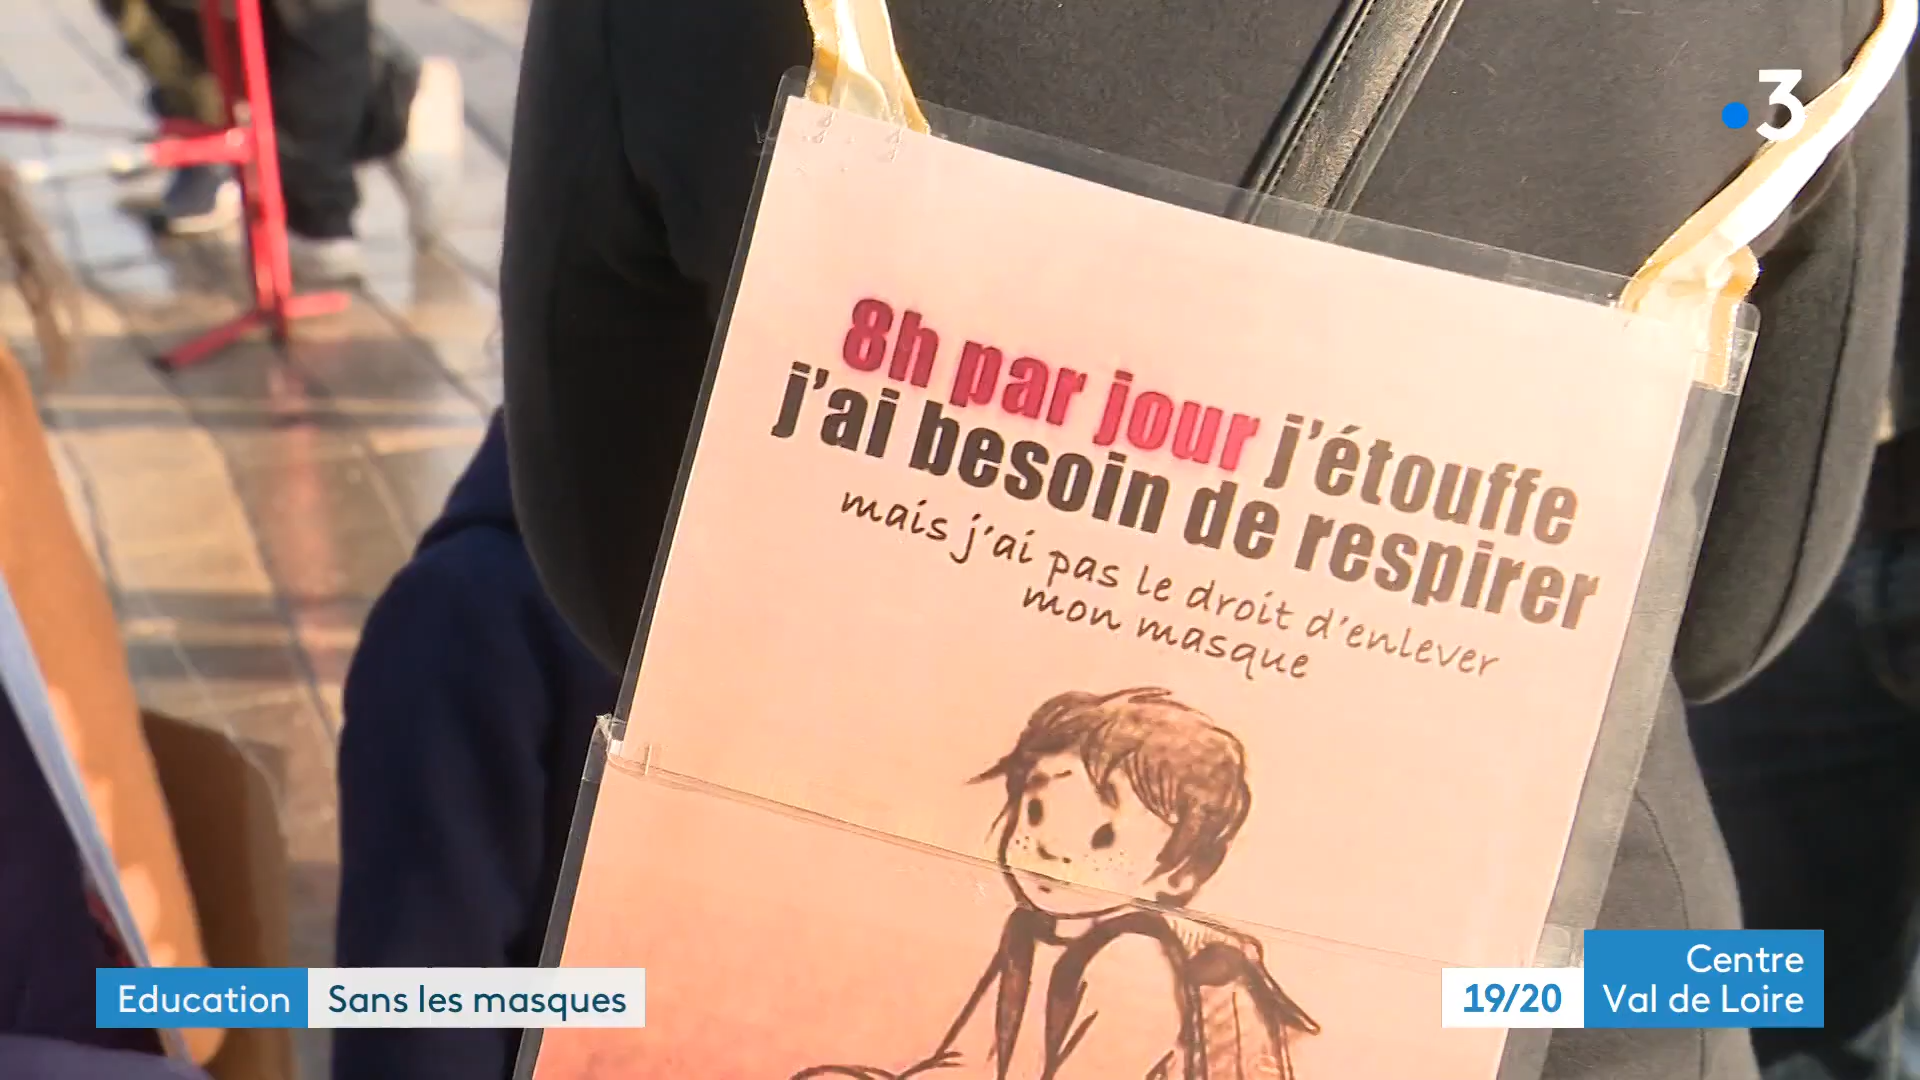 3
8h par jour j'étouffe
j'ai besoin de respirer
mais j'ai pas le droit d'enlever
mon masque
Education
Sans les masques
19/20
Centre
Val de Loire